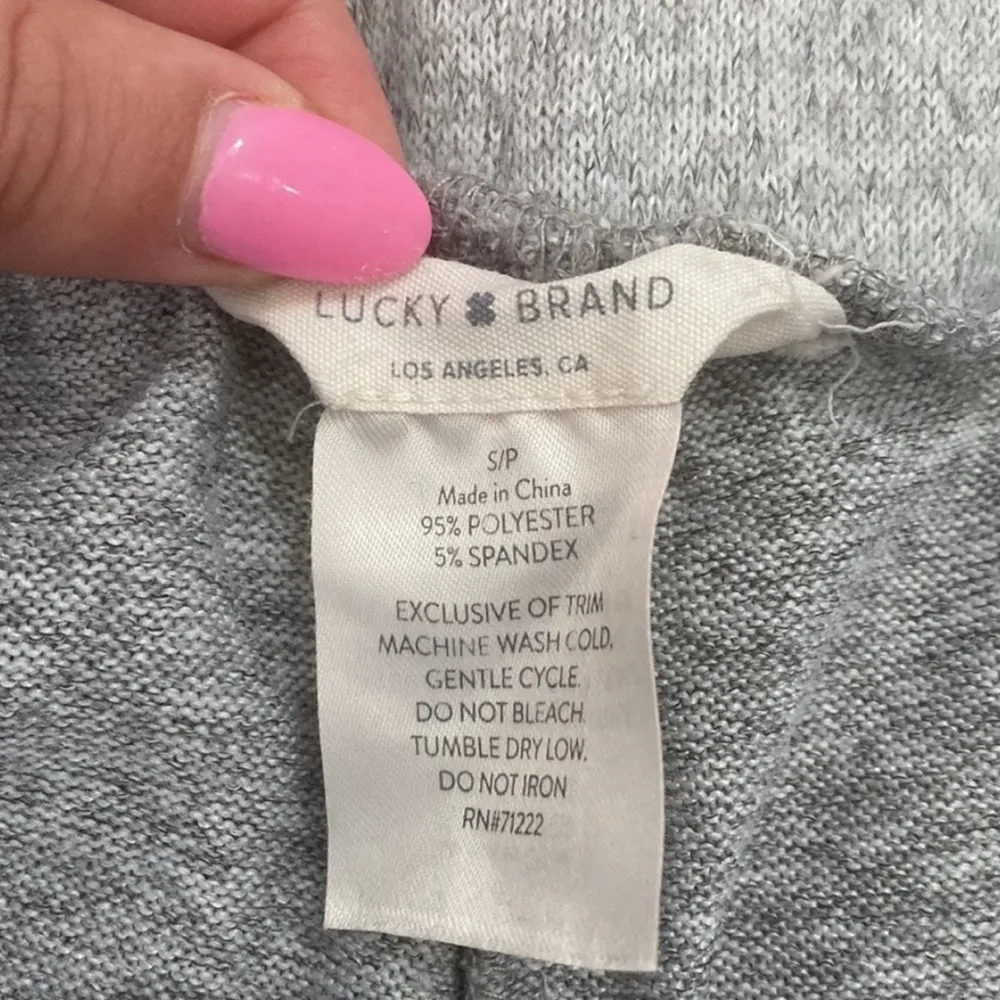 LUCKY BRAND
LOS ANGELES, CA
S/P
Made in China
95% POLYESTER
5% SPANDEX
EXCLUSIVE OF TRIM
MACHINE WASH COLD,
GENTLE CYCLE.
DO NOT BLEACH.
TUMBLE DRY LOW.
DO NOT IRON
RN#71222